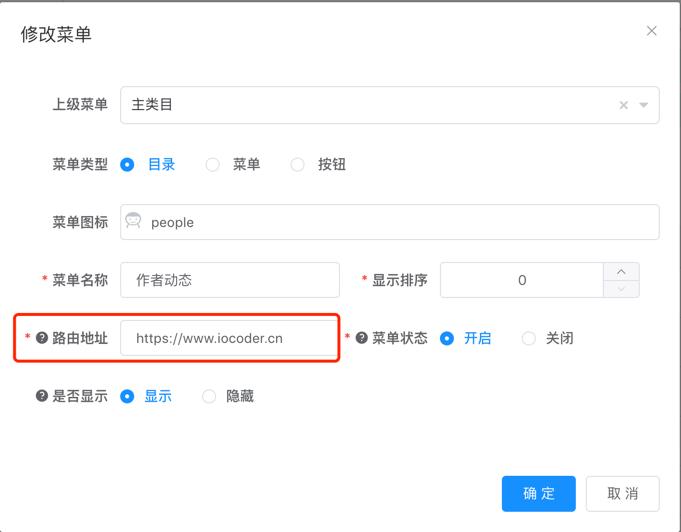 修改菜单
上级菜单 主类目
菜单类型 目录 菜单 按钮
菜单图标 people
* 菜单名称 作者动态 * 显示排序 0
* ? 路由地址 https://www.iocoder.cn * ? 菜单状态 开启 关闭
? 是否显示 显示 隐藏
确 定 取 消